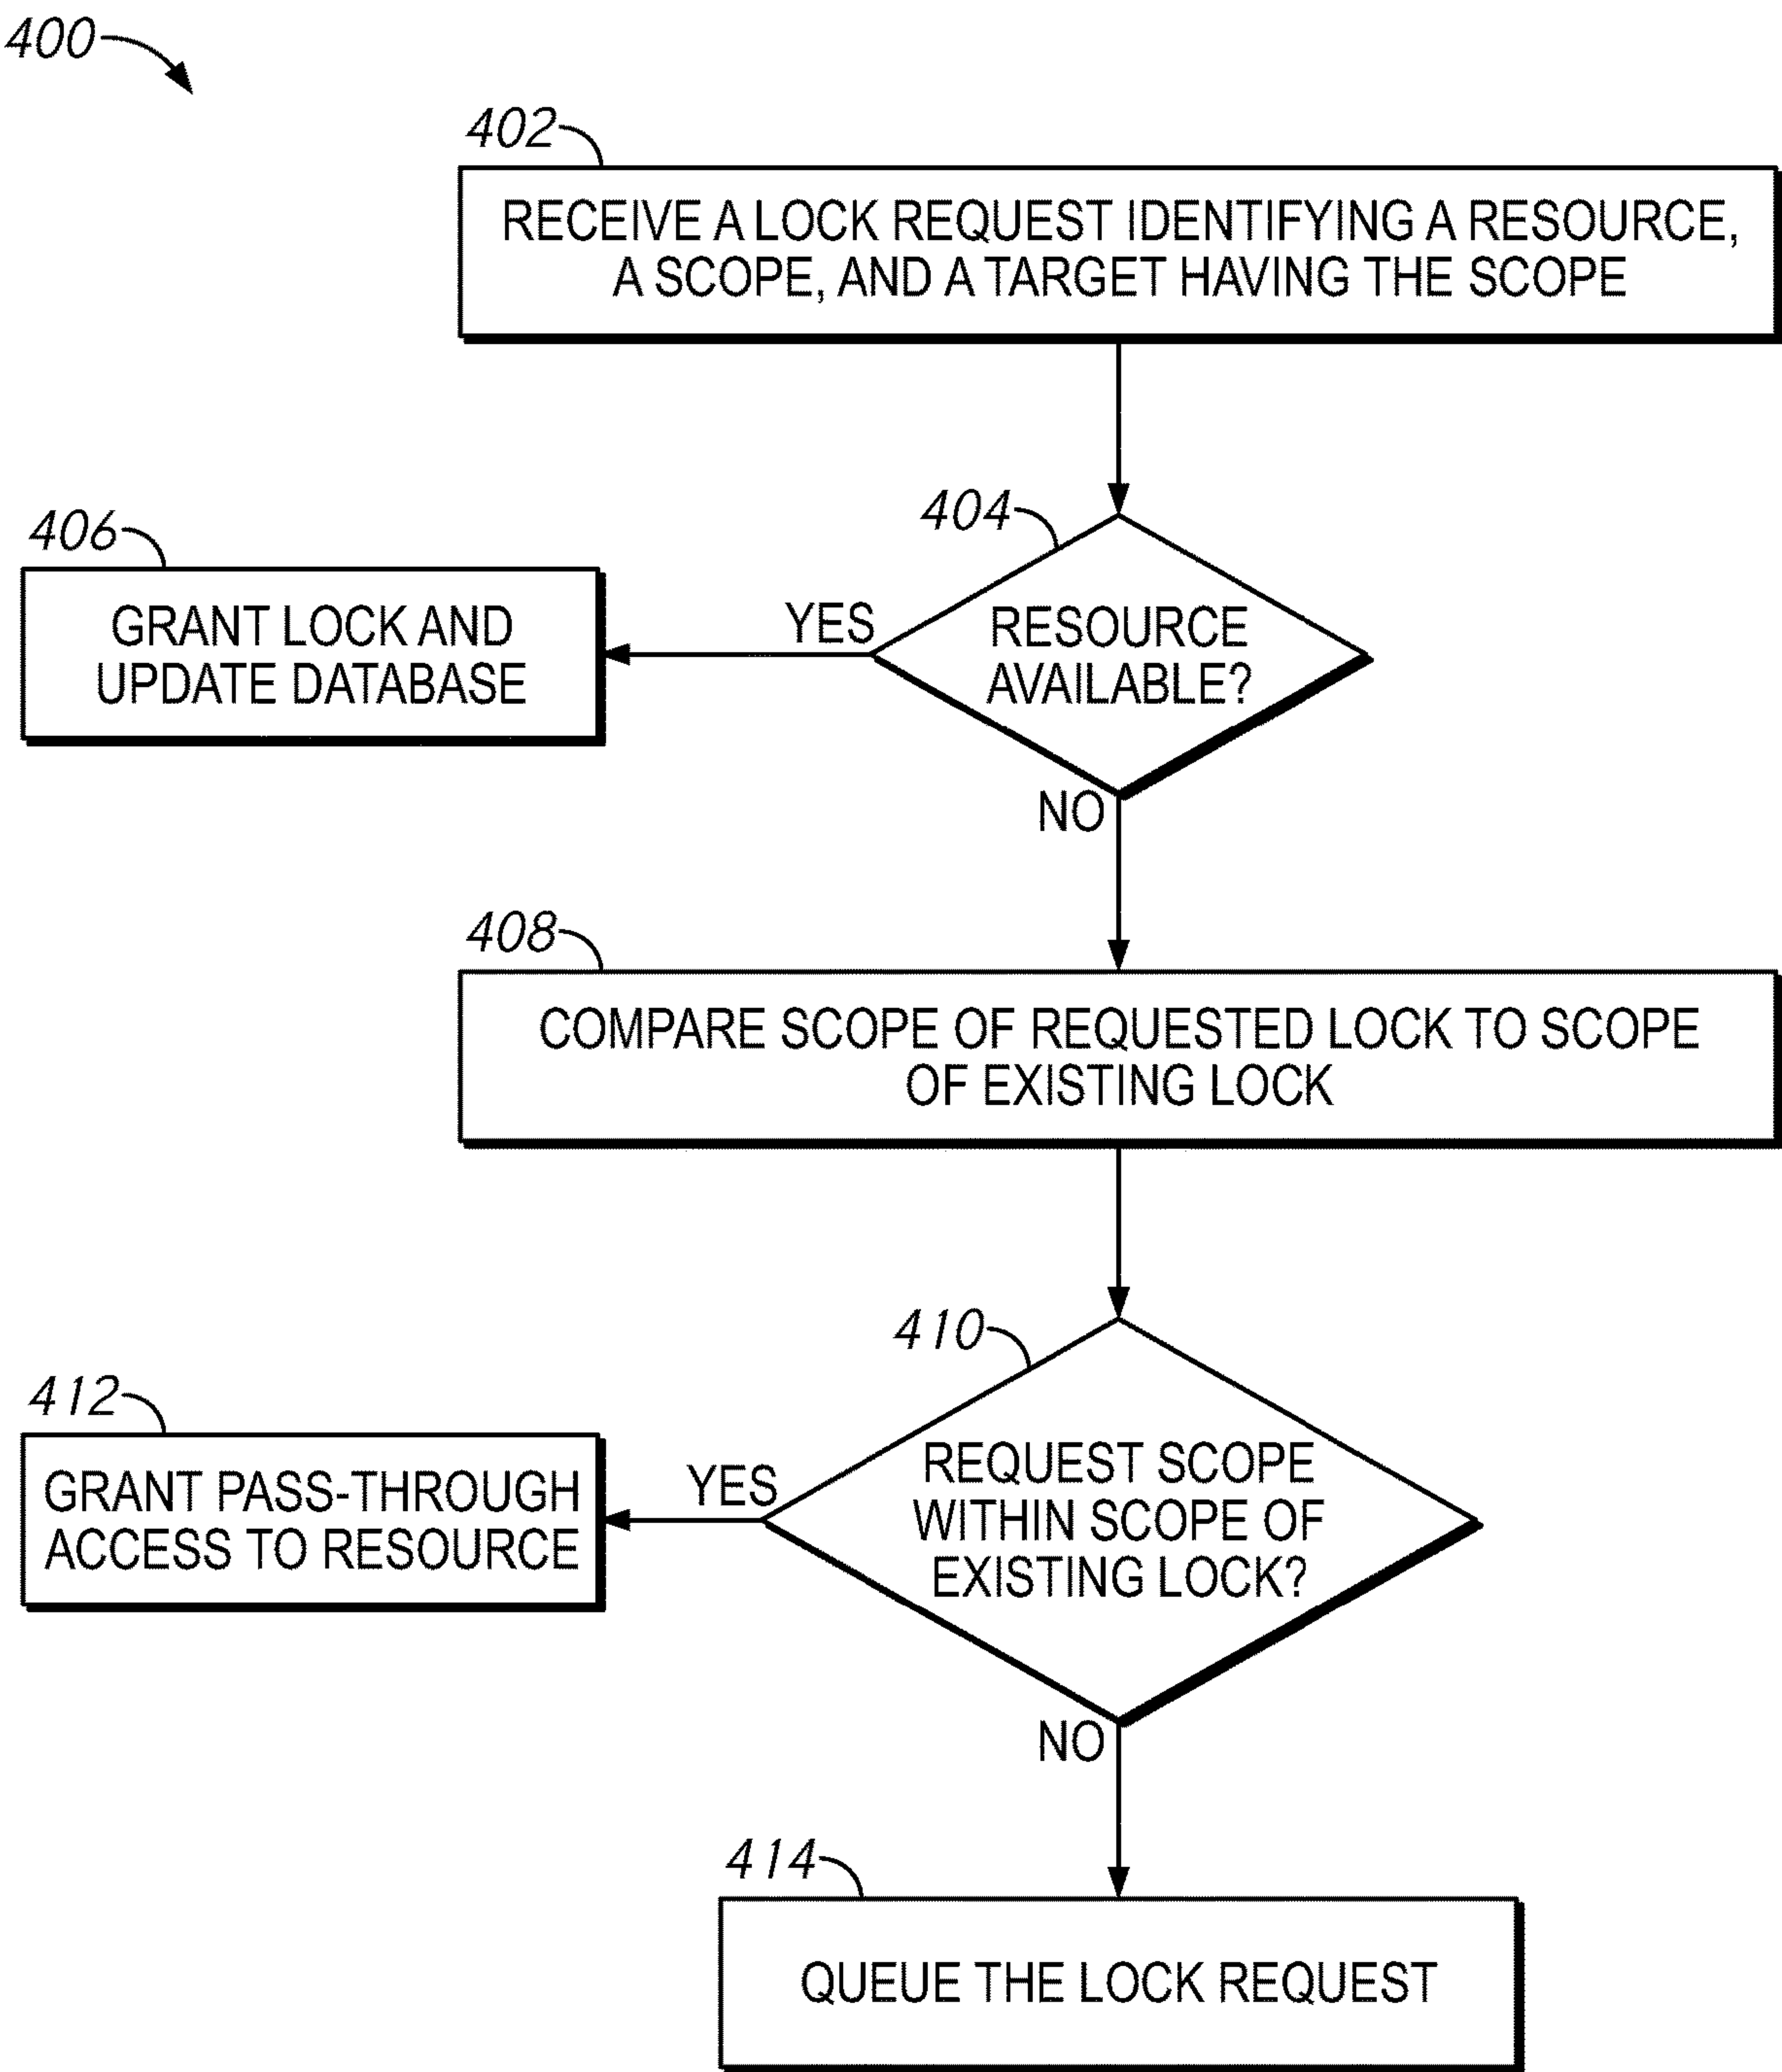 400
402
RECEIVE A LOCK REQUEST IDENTIFYING A RESOURCE,
A SCOPE, AND A TARGET HAVING THE SCOPE
404
RESOURCE
AVAILABLE?
YES
406
GRANT LOCK AND
UPDATE DATABASE
NO
408
COMPARE SCOPE OF REQUESTED LOCK TO SCOPE
OF EXISTING LOCK
410
REQUEST SCOPE
WITHIN SCOPE OF
EXISTING LOCK?
YES
412
GRANT PASS-THROUGH
ACCESS TO RESOURCE
NO
414
QUEUE THE LOCK REQUEST